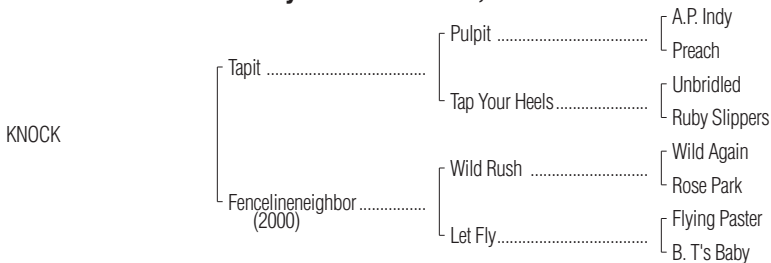 A.P. Indy
Pulpit
Preach
Tapit
Unbridled
Tap Your Heels
Ruby Slippers
KNOCK
Wild Again
Wild Rush
Rose Park
Fencelineneighbor
(2000)
Flying Paster
Let Fly
B. T's Baby